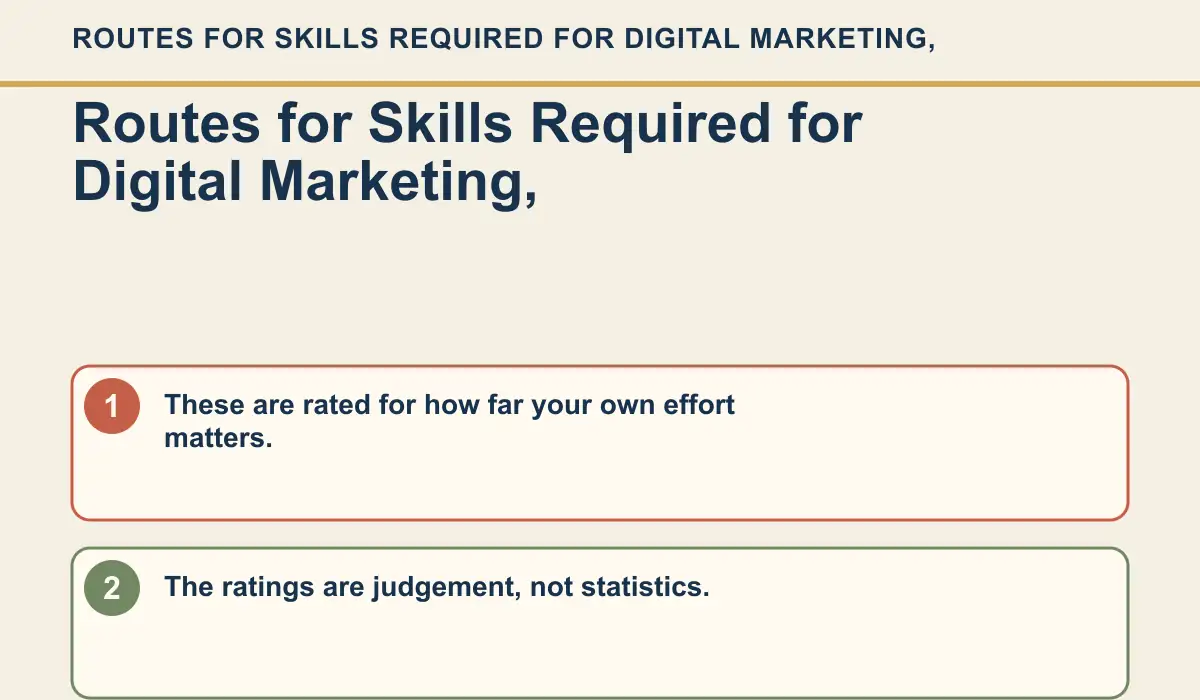 ROUTES FOR SKILLS REQUIRED FOR DIGITAL MARKETING,
Routes for Skills Required for
Digital Marketing,
1
These are rated for how far your own effort
matters.
2
The ratings are judgement, not statistics.